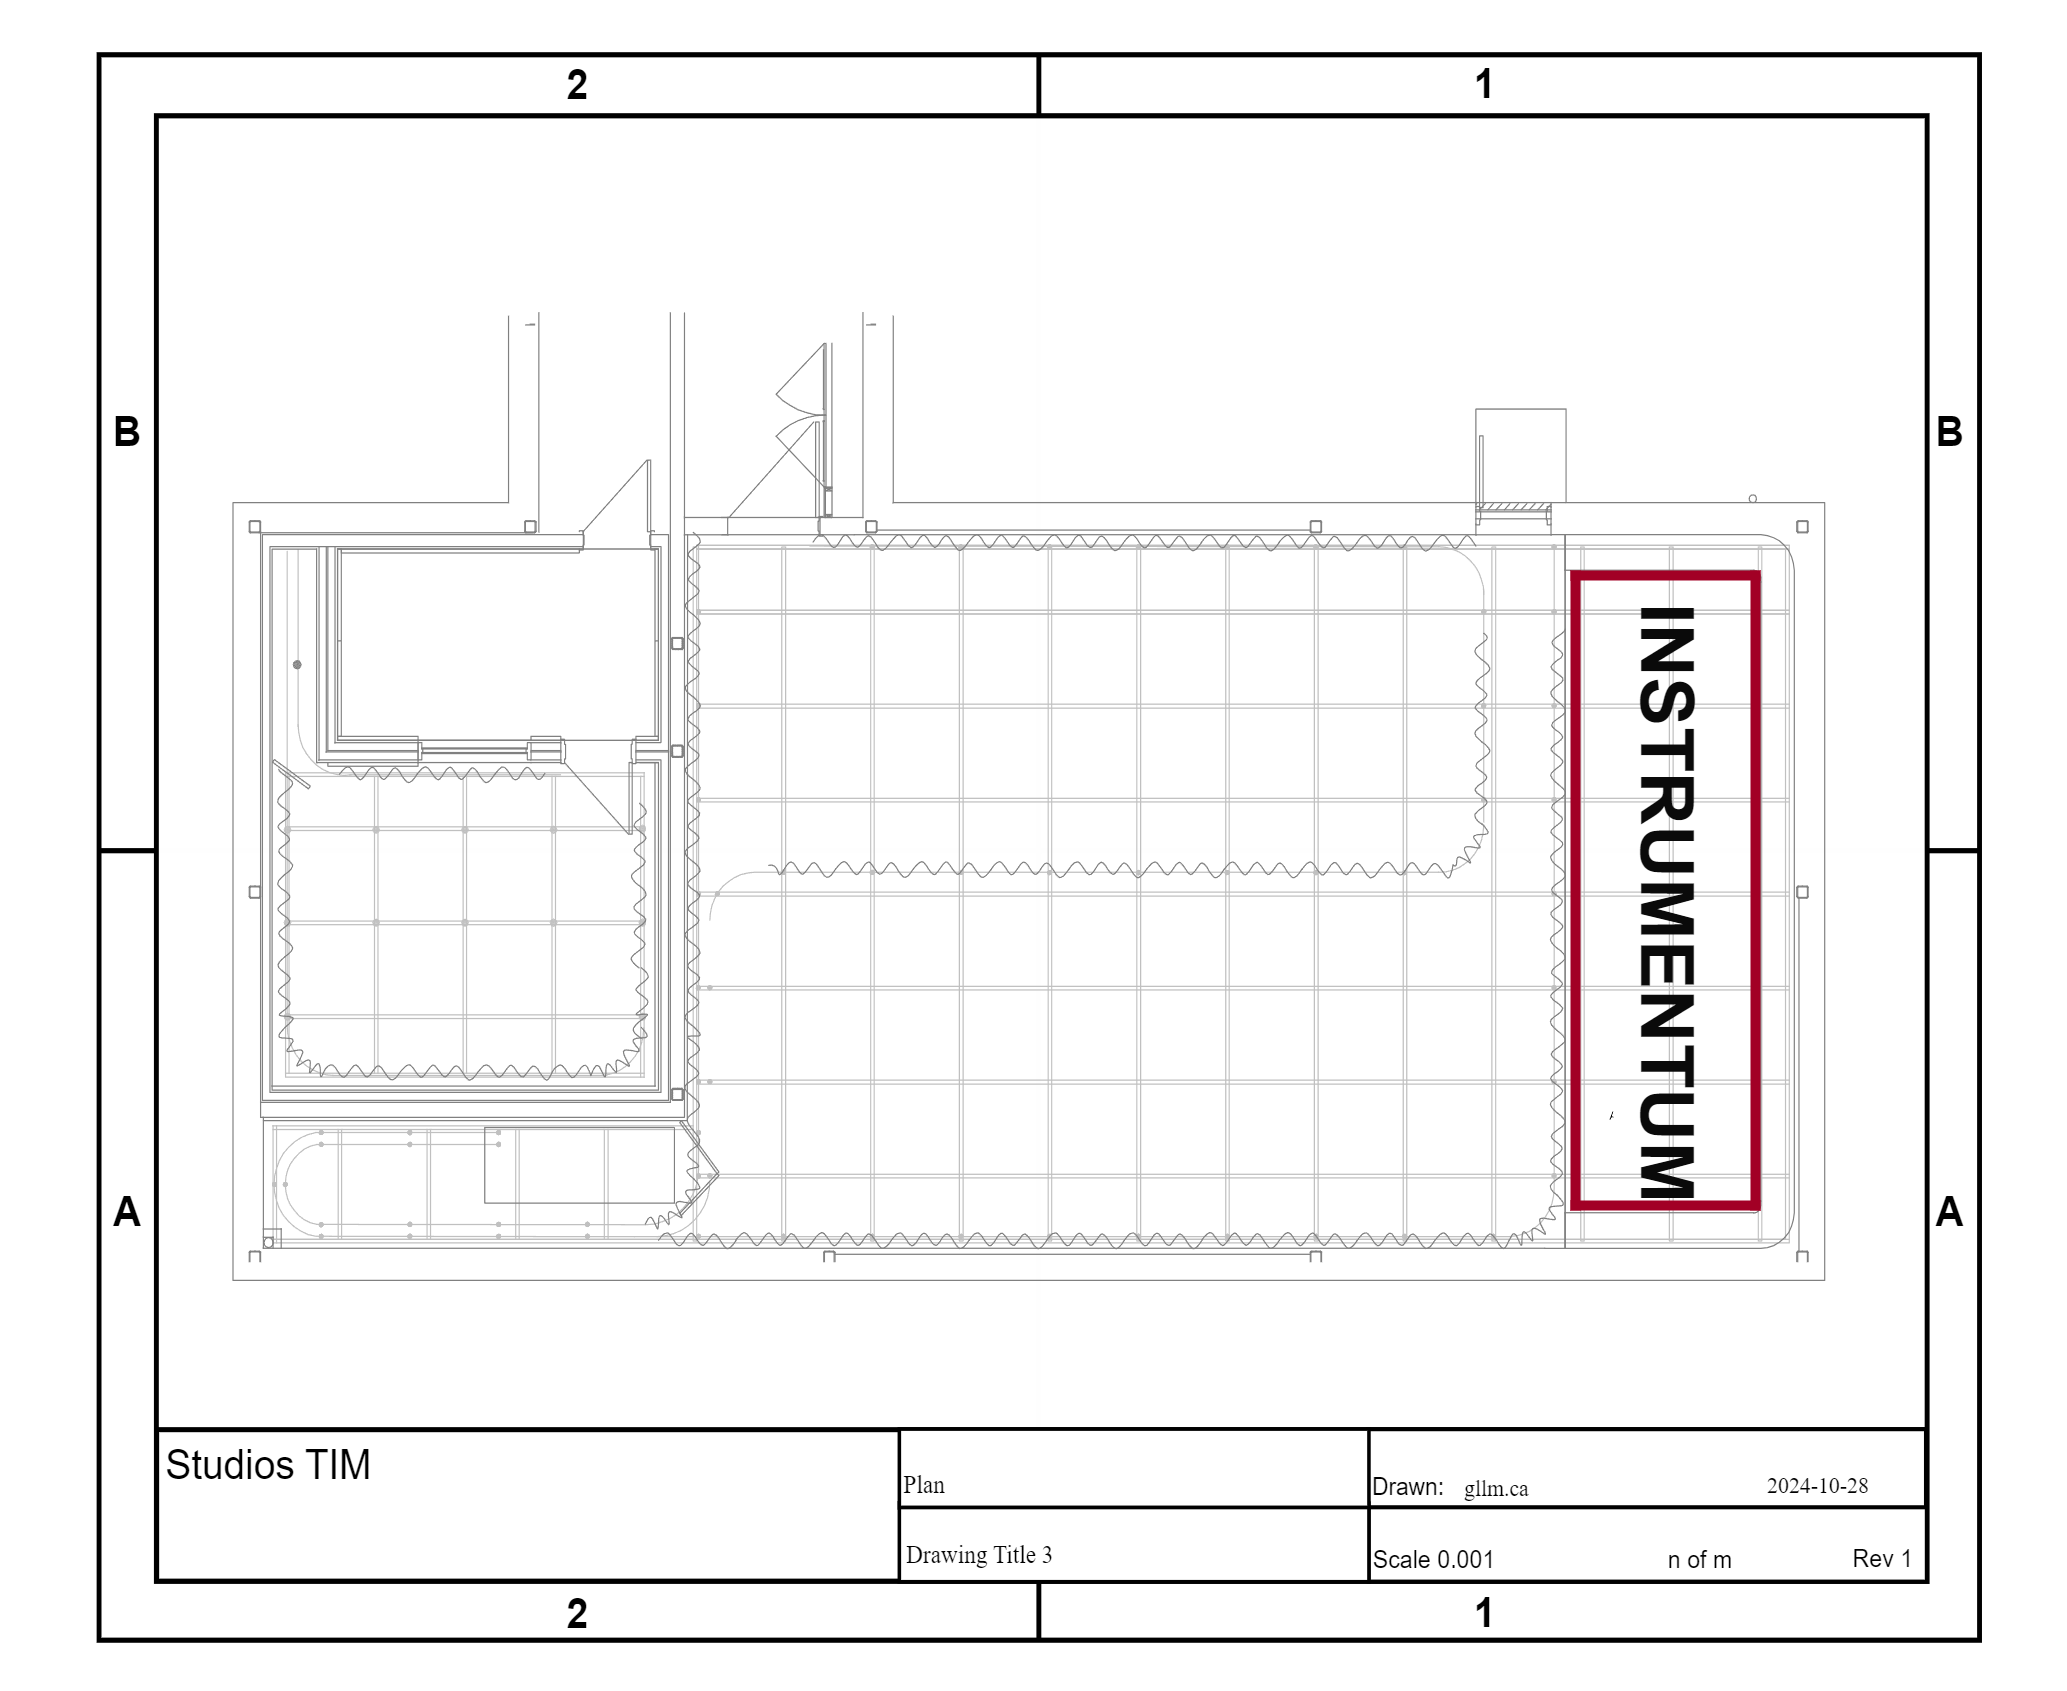 2
1
B
B
INSTRUMENTUM
A
A
Studios TIM
Plan
Drawn: gllm.ca 2024-10-28
Drawing Title 3
Scale 0.001 n of m Rev 1
2
1